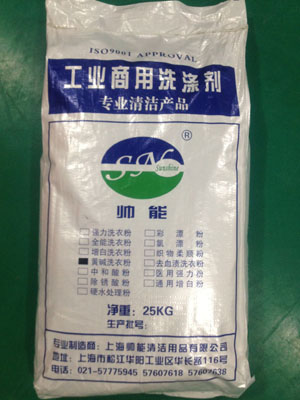 ISO9001 APPROVAL
工业商用洗涤剂
专业清洁产品
®
SN
Sunshine
帅能
强力洗衣粉 彩漂粉
全能洗衣粉 氯漂粉
增白洗衣粉 织物柔顺粉
黄碱洗衣粉 去血渍洗衣粉
中和酸粉 医用强力粉
除锈酸粉 通用增白粉
硬水处理粉
净重：25KG
生产批号：
专业制造商：上海帅能清洁用品有限公司
地址：上海市松江华阳工业区华长路116号
电话：021-57775945 57607618 57607638